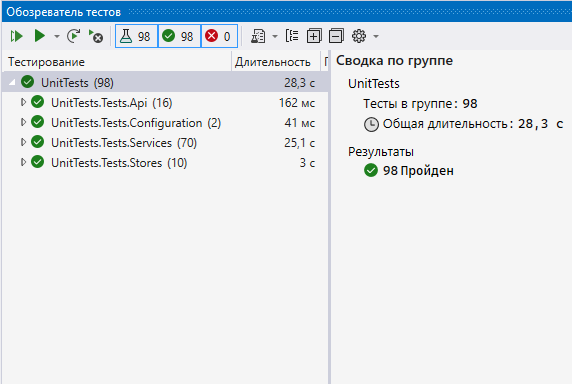 Обозреватель тестов
98 98 0
Тестирование Длительность
UnitTests (98) 28,3 с
UnitTests.Tests.Api (16) 162 мс
UnitTests.Tests.Configuration (2) 41 мс
UnitTests.Tests.Services (70) 25,1 с
UnitTests.Tests.Stores (10) 3 с
Сводка по группе
UnitTests
Тесты в группе: 98
Общая длительность: 28,3 с
Результаты
98 Пройден